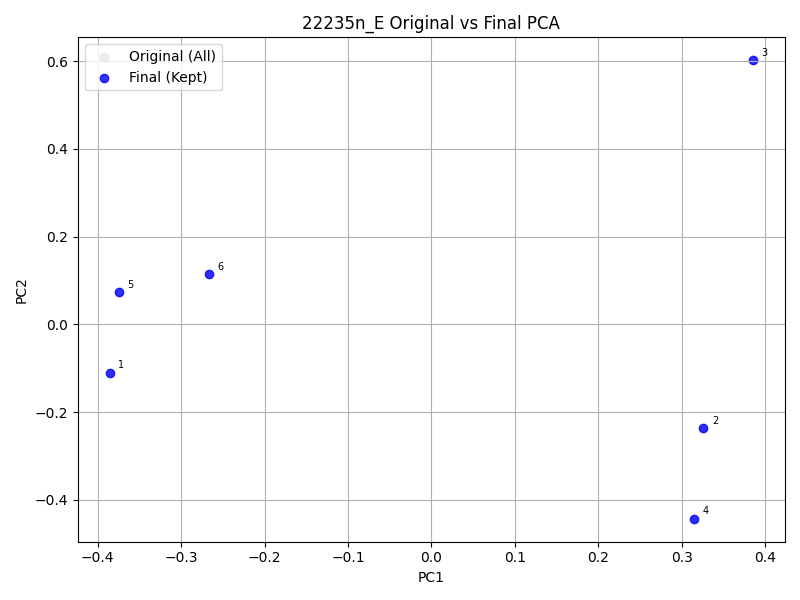 22235n_E Original vs Final PCA
Original (All)
Final (Kept)
3
6
5
1
2
4
0.6
0.4
0.2
0.0
−0.2
−0.4
PC2
−0.4 −0.3 −0.2 −0.1 0.0 0.1 0.2 0.3 0.4
PC1